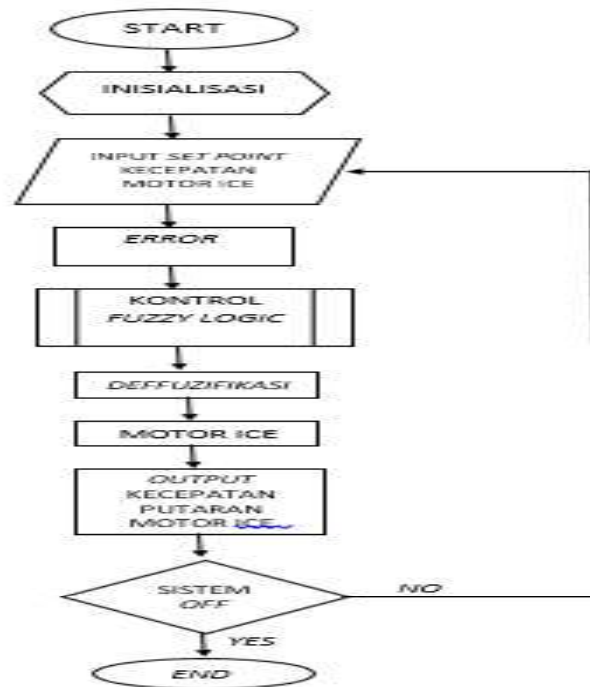 START
INISIALISASI
INPUT SET POINT
KECEPATAN
MOTOR ICE
ERROR
KONTROL
FUZZY LOGIC
DEFFUZIFIKASI
MOTOR ICE
OUTPUT
KECEPATAN
PUTARAN
MOTOR ICE
SISTEM
OFF
NO
YES
END